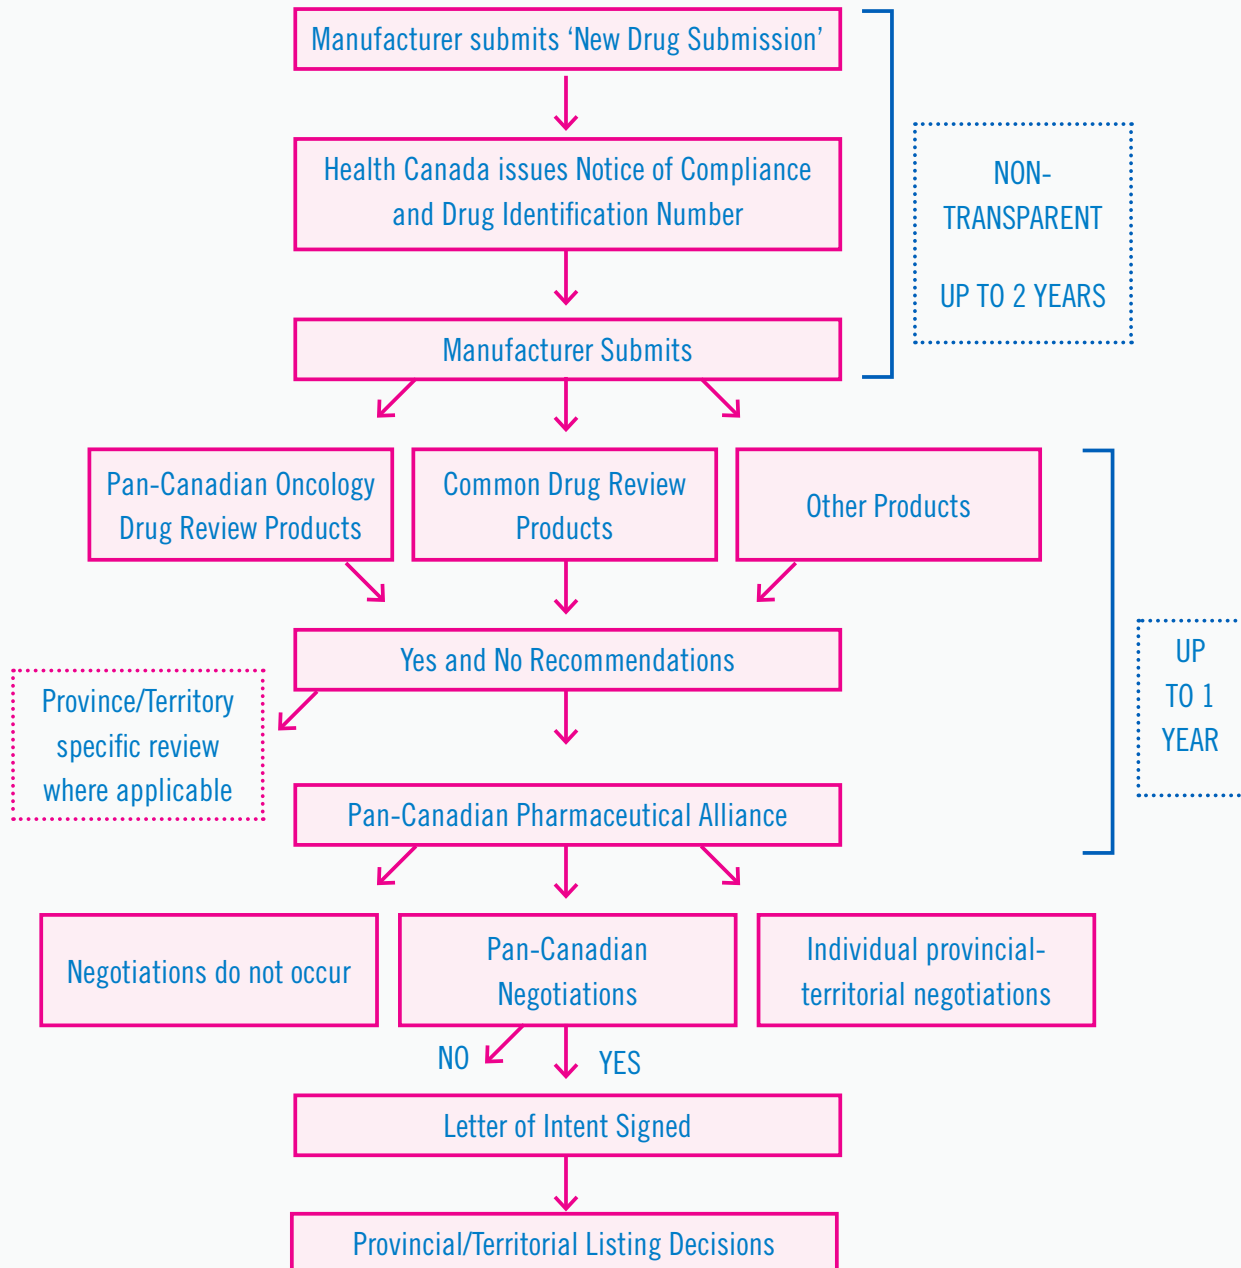 Manufacturer submits ‘New Drug Submission’
Health Canada issues Notice of Compliance
and Drug Identification Number
NON-
TRANSPARENT
UP TO 2 YEARS
Manufacturer Submits
Pan-Canadian Oncology
Drug Review Products
Common Drug Review
Products
Other Products
Yes and No Recommendations
Province/Territory
specific review
where applicable
UP
TO 1
YEAR
Pan-Canadian Pharmaceutical Alliance
Negotiations do not occur
Pan-Canadian
Negotiations
Individual provincial-
territorial negotiations
NO
YES
Letter of Intent Signed
Provincial/Territorial Listing Decisions